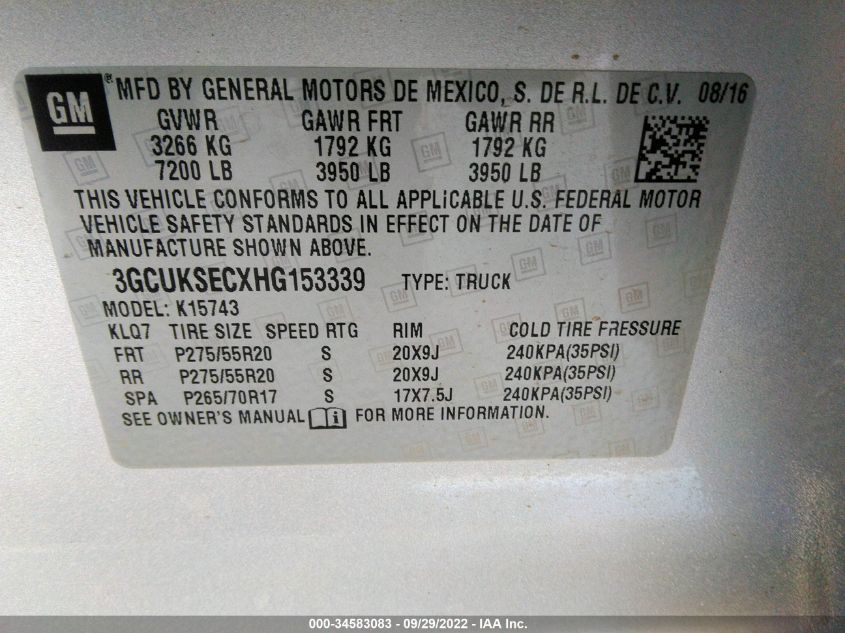 GM
® MFD BY GENERAL MOTORS DE MEXICO, S. DE R.L. DE C.V. 08/16
GVWR GAWR FRT GAWR RR
3266 KG 1792 KG 1792 KG
7200 LB 3950 LB 3950 LB
THIS VEHICLE CONFORMS TO ALL APPLICABLE U.S. FEDERAL MOTOR
VEHICLE SAFETY STANDARDS IN EFFECT ON THE DATE OF
MANUFACTURE SHOWN ABOVE.
3GCUKSECXHG153339 TYPE: TRUCK
MODEL: K15743
KLQ7 TIRE SIZE SPEED RTG RIM COLD TIRE PRESSURE
FRT P275/55R20 S 20X9J 240KPA(35PSI)
RR P275/55R20 S 20X9J 240KPA(35PSI)
SPA P265/70R17 S 17X7.5J 240KPA(35PSI)
SEE OWNER'S MANUAL i FOR MORE INFORMATION.
000-34583083 - 09/29/2022 - IAA Inc.